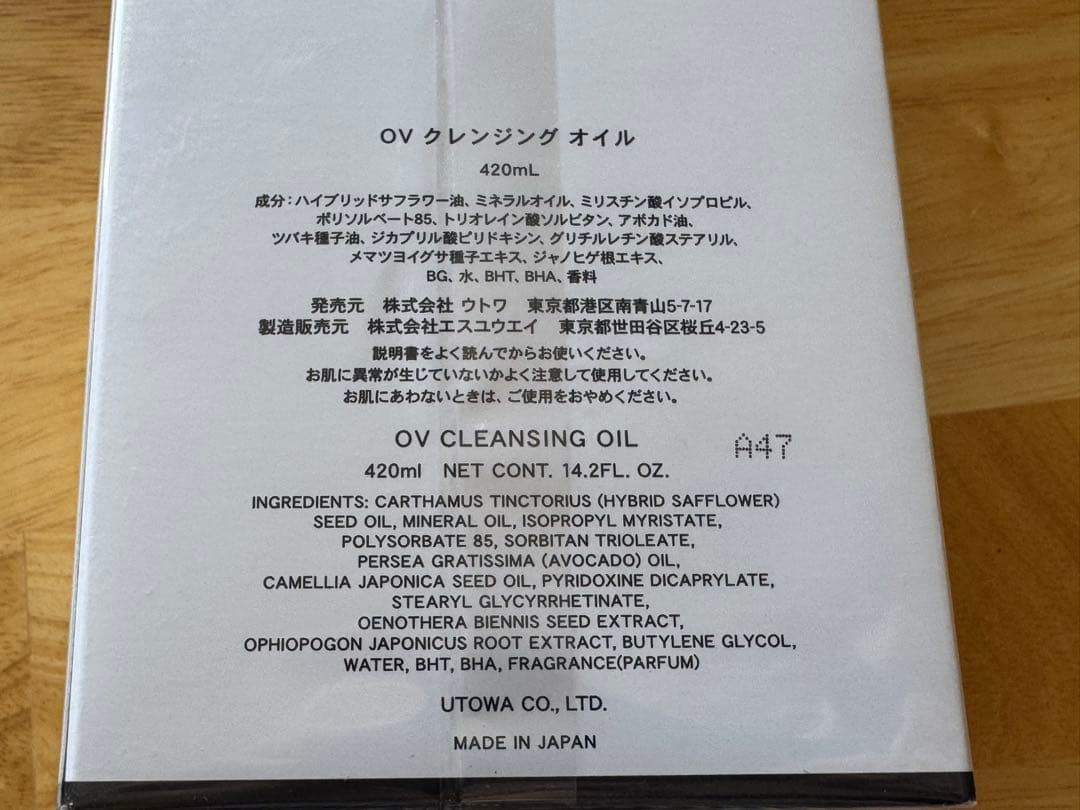 OV クレンジング オイル
420mL
成分：ハイブリッドサフラワー油、ミネラルオイル、ミリスチン酸イソプロピル、
ポリソルベート85、トリオレイン酸ソルビタン、アボカド油、
ツバキ種子油、ジカプリル酸ピリドキシン、グリチルレチン酸ステアリル、
メマツヨイグサ種子エキス、ジャノヒゲ根エキス、
BG、水、BHT、BHA、香料
発売元 株式会社 ウトワ 東京都港区南青山5-7-17
製造販売元 株式会社エスユウエイ 東京都世田谷区桜丘4-23-5
説明書をよく読んでからお使いください。
お肌に異常が生じていないかよく注意して使用してください。
お肌にあわないときは、ご使用をおやめください。
OV CLEANSING OIL
A47
420ml NET CONT. 14.2FL. OZ.
INGREDIENTS: CARTHAMUS TINCTORIUS (HYBRID SAFFLOWER)
SEED OIL, MINERAL OIL, ISOPROPYL MYRISTATE,
POLYSORBATE 85, SORBITAN TRIOLEATE,
PERSEA GRATISSIMA (AVOCADO) OIL,
CAMELLIA JAPONICA SEED OIL, PYRIDOXINE DICAPRYLATE,
STEARYL GLYCYRRHETINATE,
OENOTHERA BIENNIS SEED EXTRACT,
OPHIOPOGON JAPONICUS ROOT EXTRACT, BUTYLENE GLYCOL,
WATER, BHT, BHA, FRAGRANCE(PARFUM)
UTOWA CO., LTD.
MADE IN JAPAN